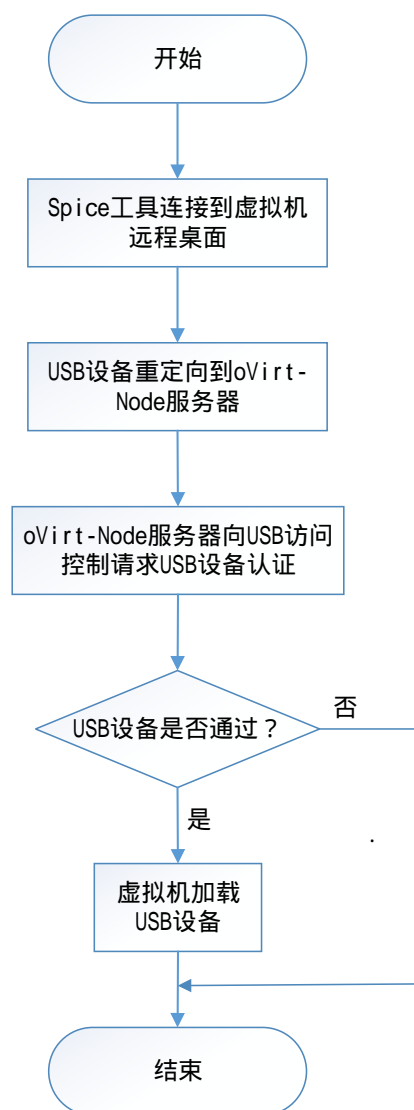 开始
Spice工具连接到虚拟机
远程桌面
USB设备重定向到oVirt-
Node服务器
oVirt-Node服务器向USB访问
控制请求USB设备认证
USB设备是否通过？
否
是
虚拟机加载
USB设备
结束